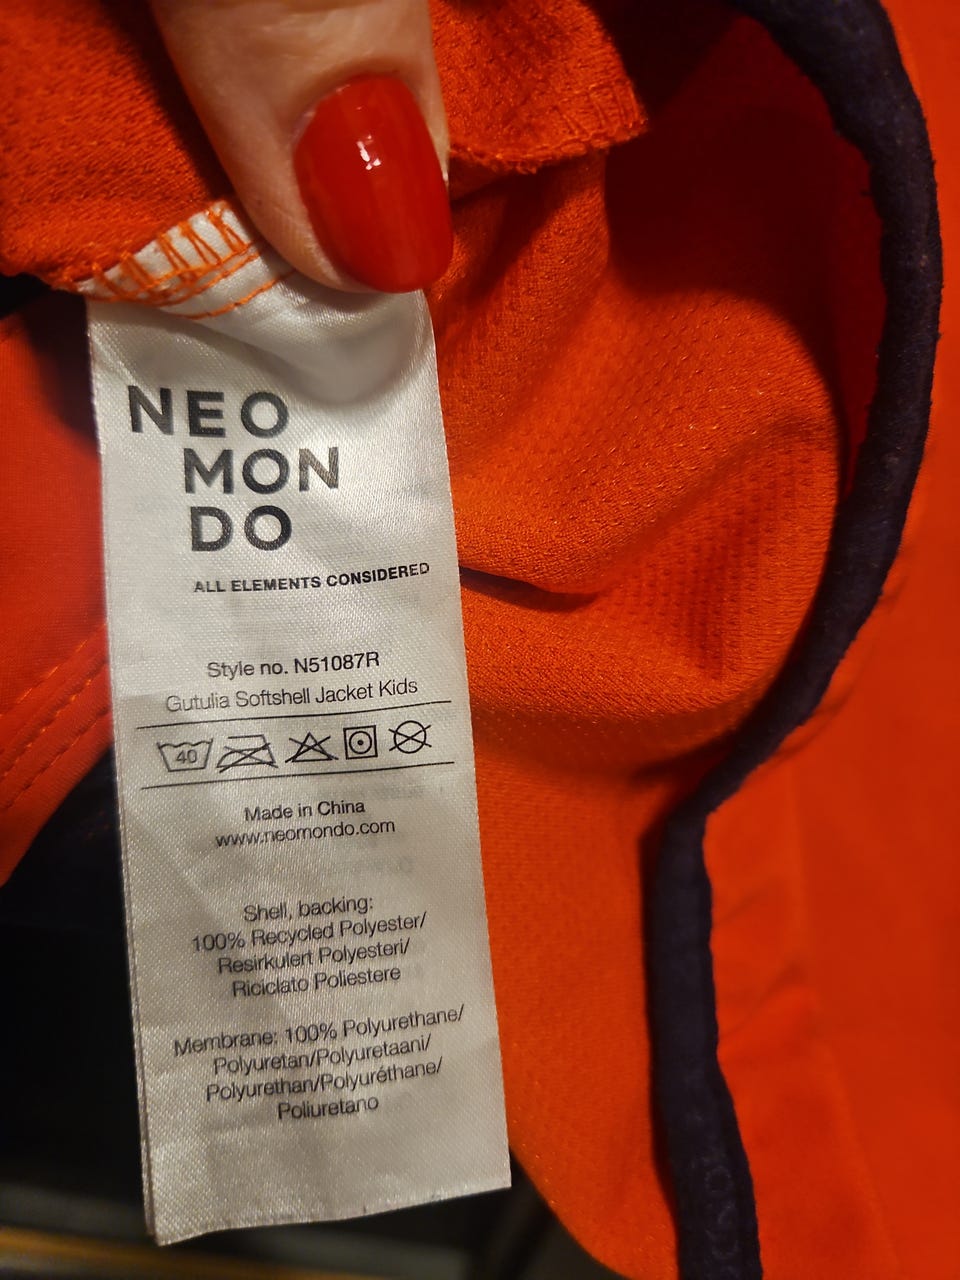 NEO
MON
DO
ALL ELEMENTS CONSIDERED
Style no. N51087R
Gutulia Softshell Jacket Kids
40
Made in China
www.neomondo.com
Shell, backing:
100% Recycled Polyester/
Resirkulert Polyesteri/
Riciclato Poliestere
Membrane: 100% Polyurethane/
Polyuretan/Polyuretaani/
Polyurethan/Polyuréthane/
Poliuretano